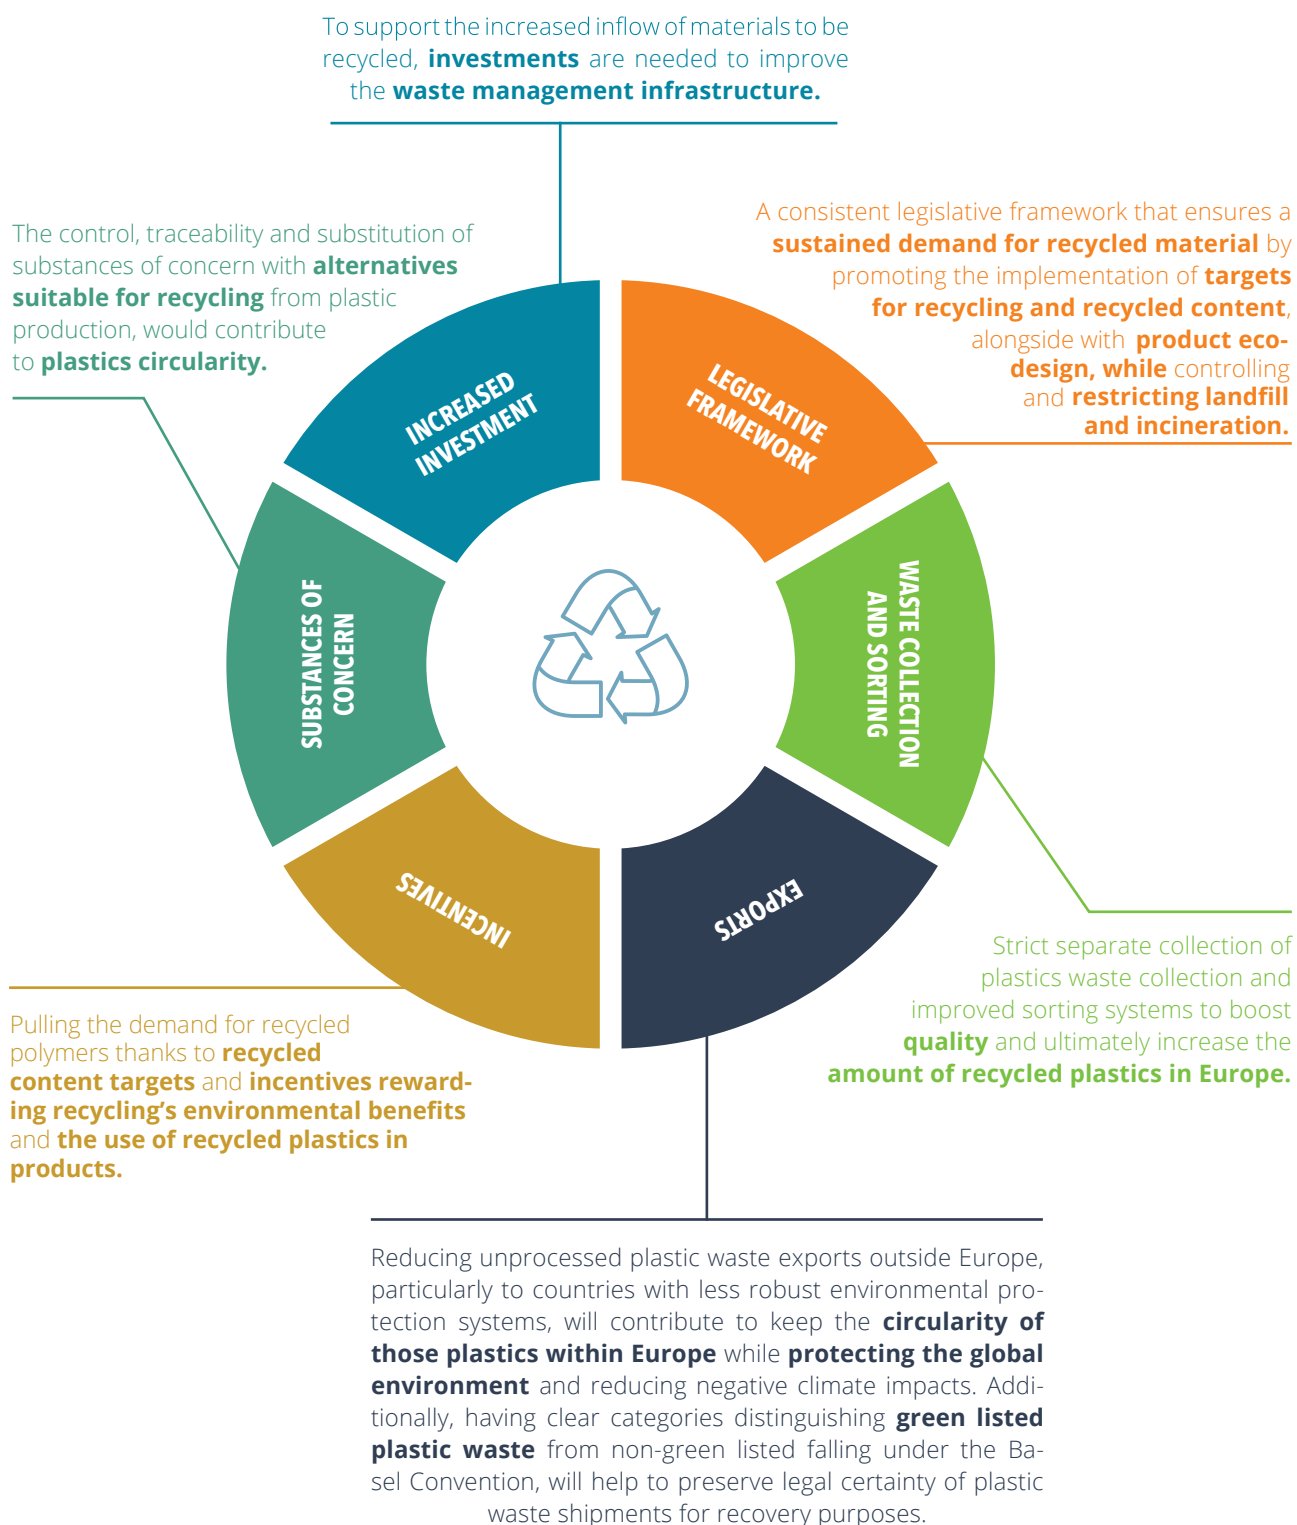 To support the increased inflow of materials to be
recycled, investments are needed to improve
the waste management infrastructure.
The control, traceability and substitution of
substances of concern with alternatives
suitable for recycling from plastic
production, would contribute
to plastics circularity.
A consistent legislative framework that ensures a
sustained demand for recycled material by
promoting the implementation of targets
for recycling and recycled content,
alongside with product eco-
design, while controlling
and restricting landfill
and incineration.
INCREASED
INVESTMENT
LEGISLATIVE
FRAMEWORK
SUBSTANCES OF
CONCERN
WASTE COLLECTION
AND SORTING
INCENTIVES
EXPORTS
Strict separate collection of
plastics waste collection and
improved sorting systems to boost
quality and ultimately increase the
amount of recycled plastics in Europe.
Pulling the demand for recycled
polymers thanks to recycled
content targets and incentives reward-
ing recycling’s environmental benefits
and the use of recycled plastics in
products.
Reducing unprocessed plastic waste exports outside Europe,
particularly to countries with less robust environmental pro-
tection systems, will contribute to keep the circularity of
those plastics within Europe while protecting the global
environment and reducing negative climate impacts. Addi-
tionally, having clear categories distinguishing green listed
plastic waste from non-green listed falling under the Ba-
sel Convention, will help to preserve legal certainty of plastic
waste shipments for recovery purposes.